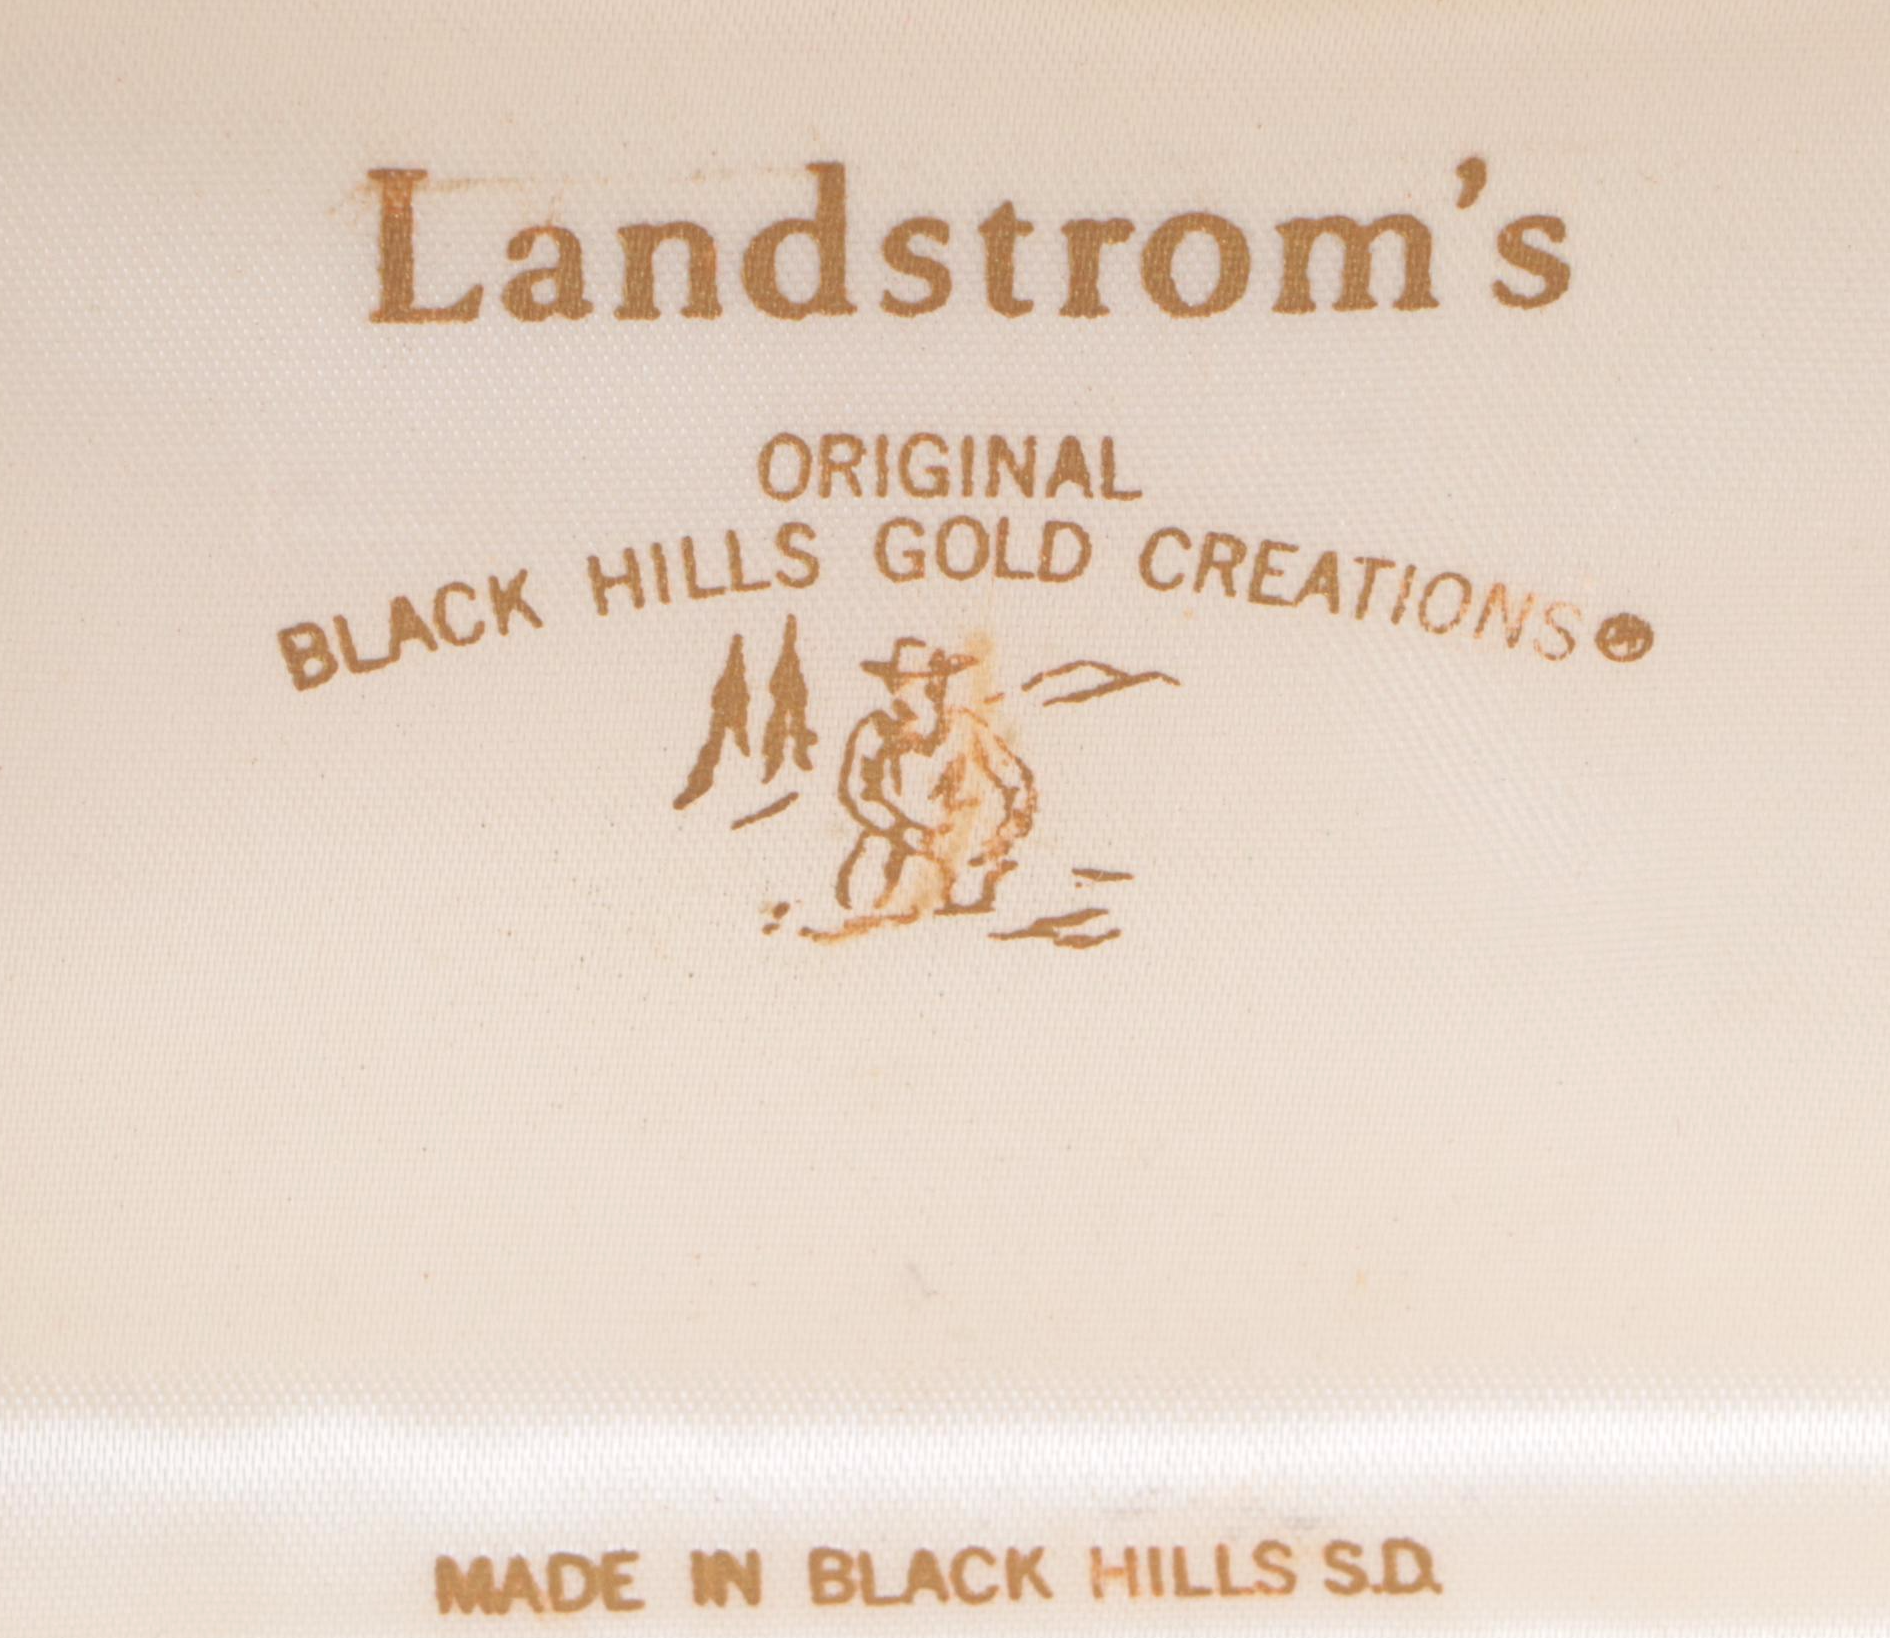 Landstrom's
ORIGINAL
BLACK HILLS GOLD CREATIONS®
MADE IN BLACK HILLS S.D.